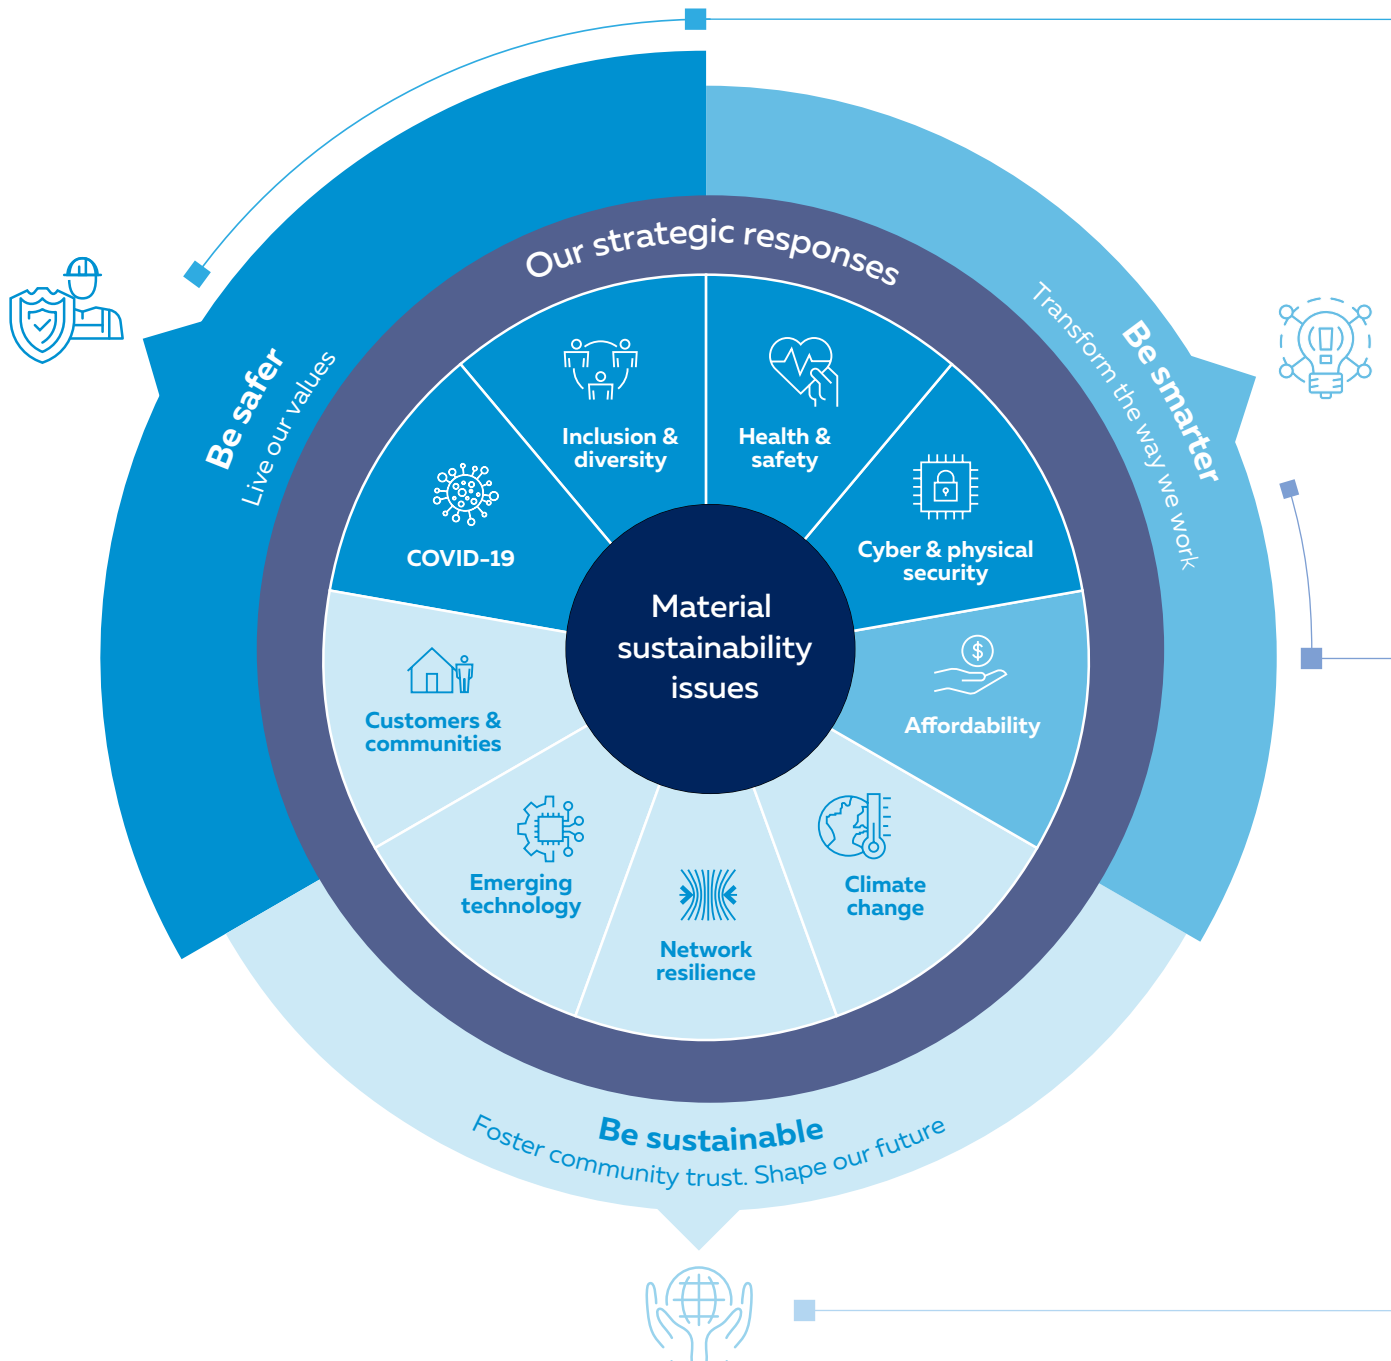 Our strategic responses
Be safer
Live our values
Be smarter
Transform the way we work
Inclusion &
diversity
Health &
safety
COVID-19
Cyber & physical
security
Material
sustainability
issues
Customers &
communities
Affordability
Emerging
technology
Climate
change
Network
resilience
Be sustainable
Foster community trust. Shape our future